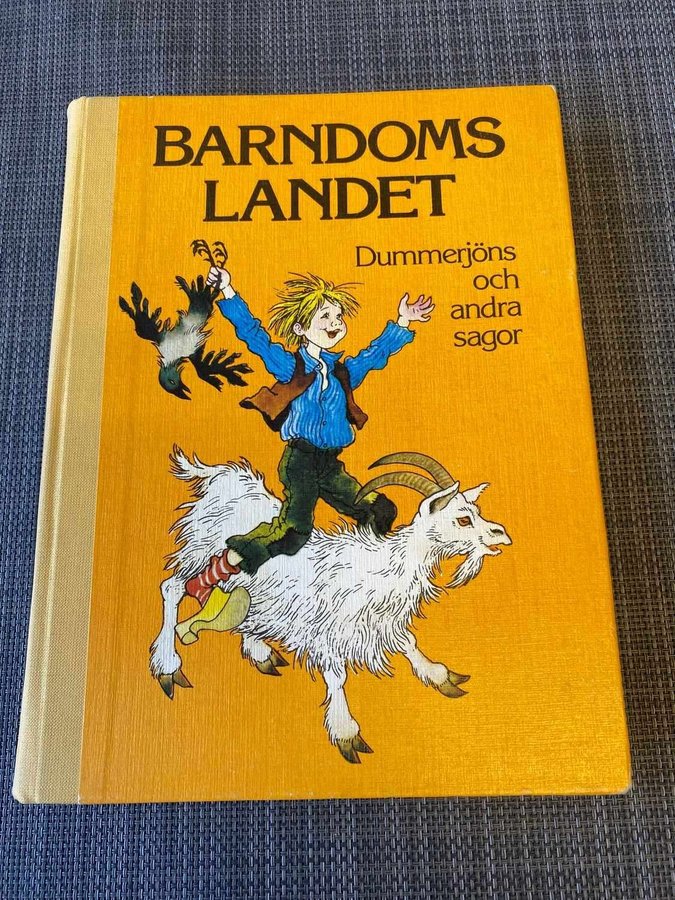 BARNDOMS
LANDET
Dummerjöns
och
andra
sagor